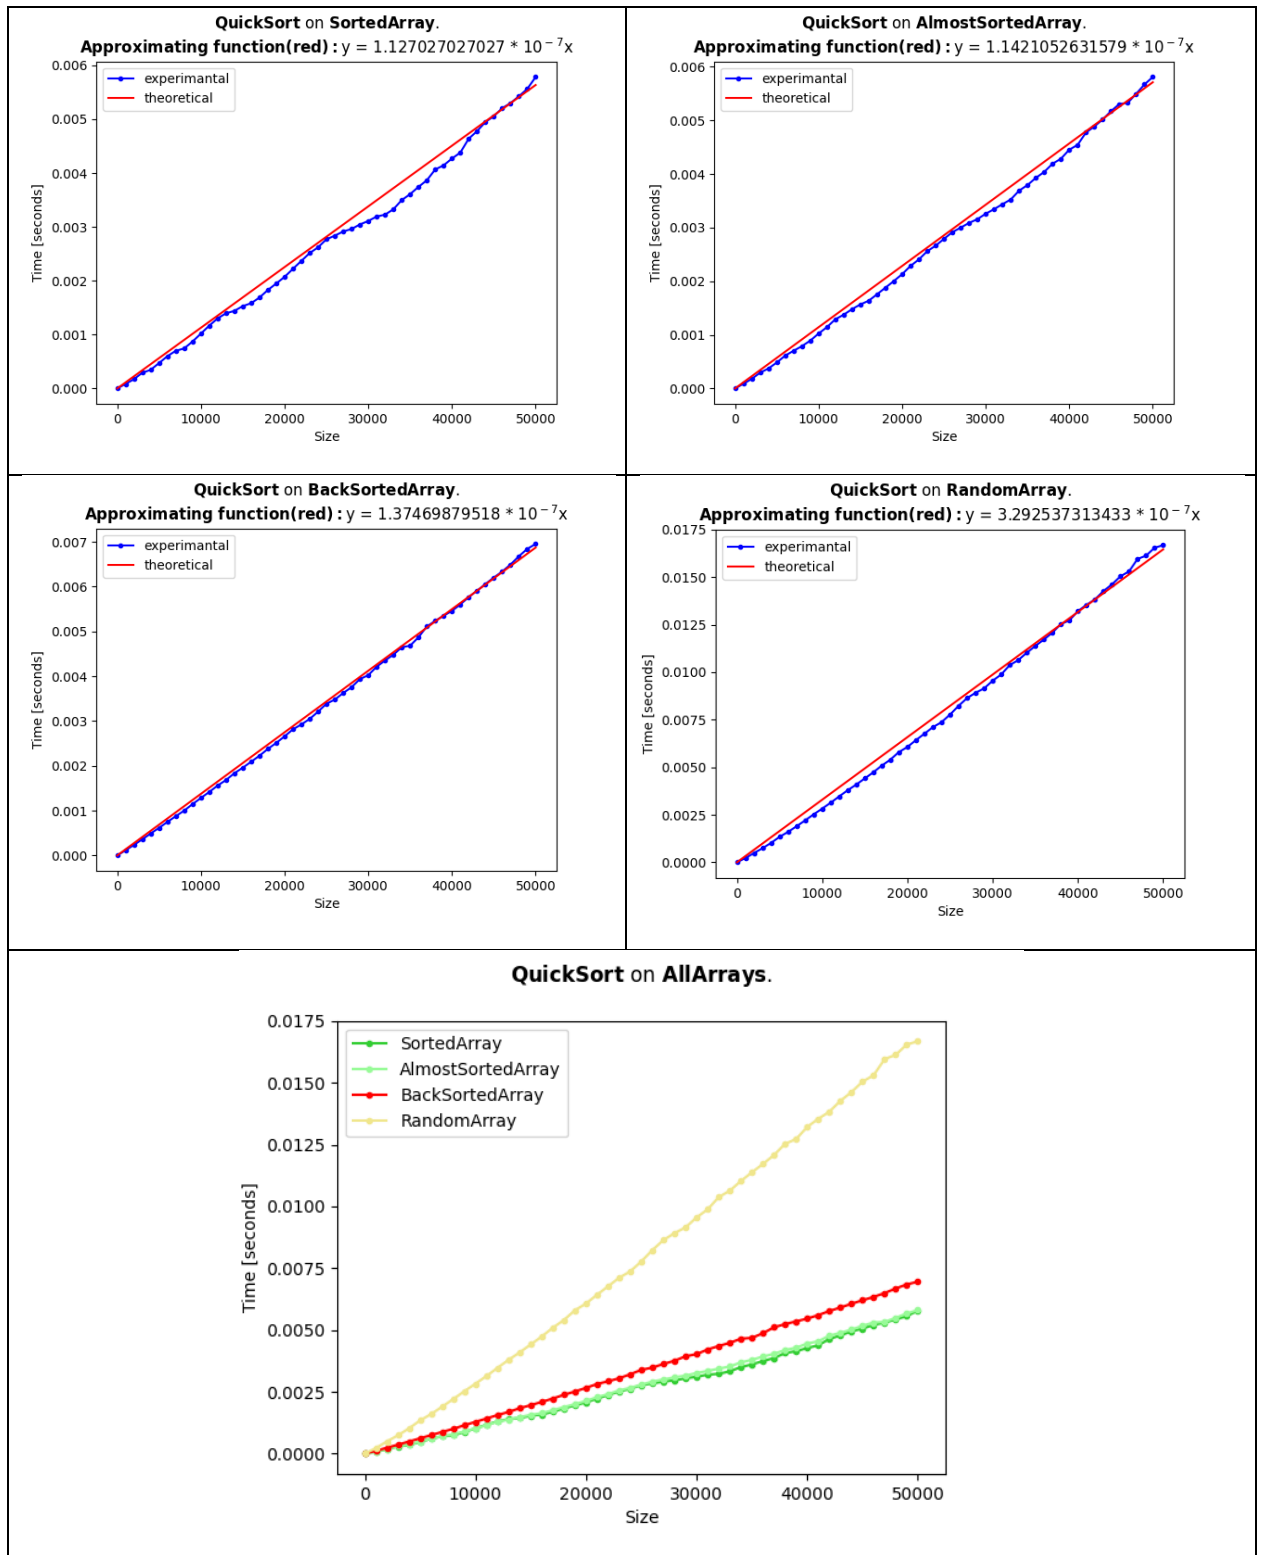 QuickSort on SortedArray.
Approximating function(red) : y = 1.127027027027 * 10⁻⁷x
0.006
0.005
0.004
0.003
0.002
0.001
0.000
Time [seconds]
experimantal
theoretical
0 10000 20000 30000 40000 50000
Size
QuickSort on AlmostSortedArray.
Approximating function(red) : y = 1.1421052631579 * 10⁻⁷x
0.006
0.005
0.004
0.003
0.002
0.001
0.000
Time [seconds]
experimantal
theoretical
0 10000 20000 30000 40000 50000
Size
QuickSort on BackSortedArray.
Approximating function(red) : y = 1.37469879518 * 10⁻⁷x
0.007
0.006
0.005
0.004
0.003
0.002
0.001
0.000
Time [seconds]
experimantal
theoretical
0 10000 20000 30000 40000 50000
Size
QuickSort on RandomArray.
Approximating function(red) : y = 3.292537313433 * 10⁻⁷x
0.0175
0.0150
0.0125
0.0100
0.0075
0.0050
0.0025
0.0000
Time [seconds]
experimantal
theoretical
0 10000 20000 30000 40000 50000
Size
QuickSort on AllArrays.
0.0175
0.0150
0.0125
0.0100
0.0075
0.0050
0.0025
0.0000
Time [seconds]
SortedArray
AlmostSortedArray
BackSortedArray
RandomArray
0 10000 20000 30000 40000 50000
Size